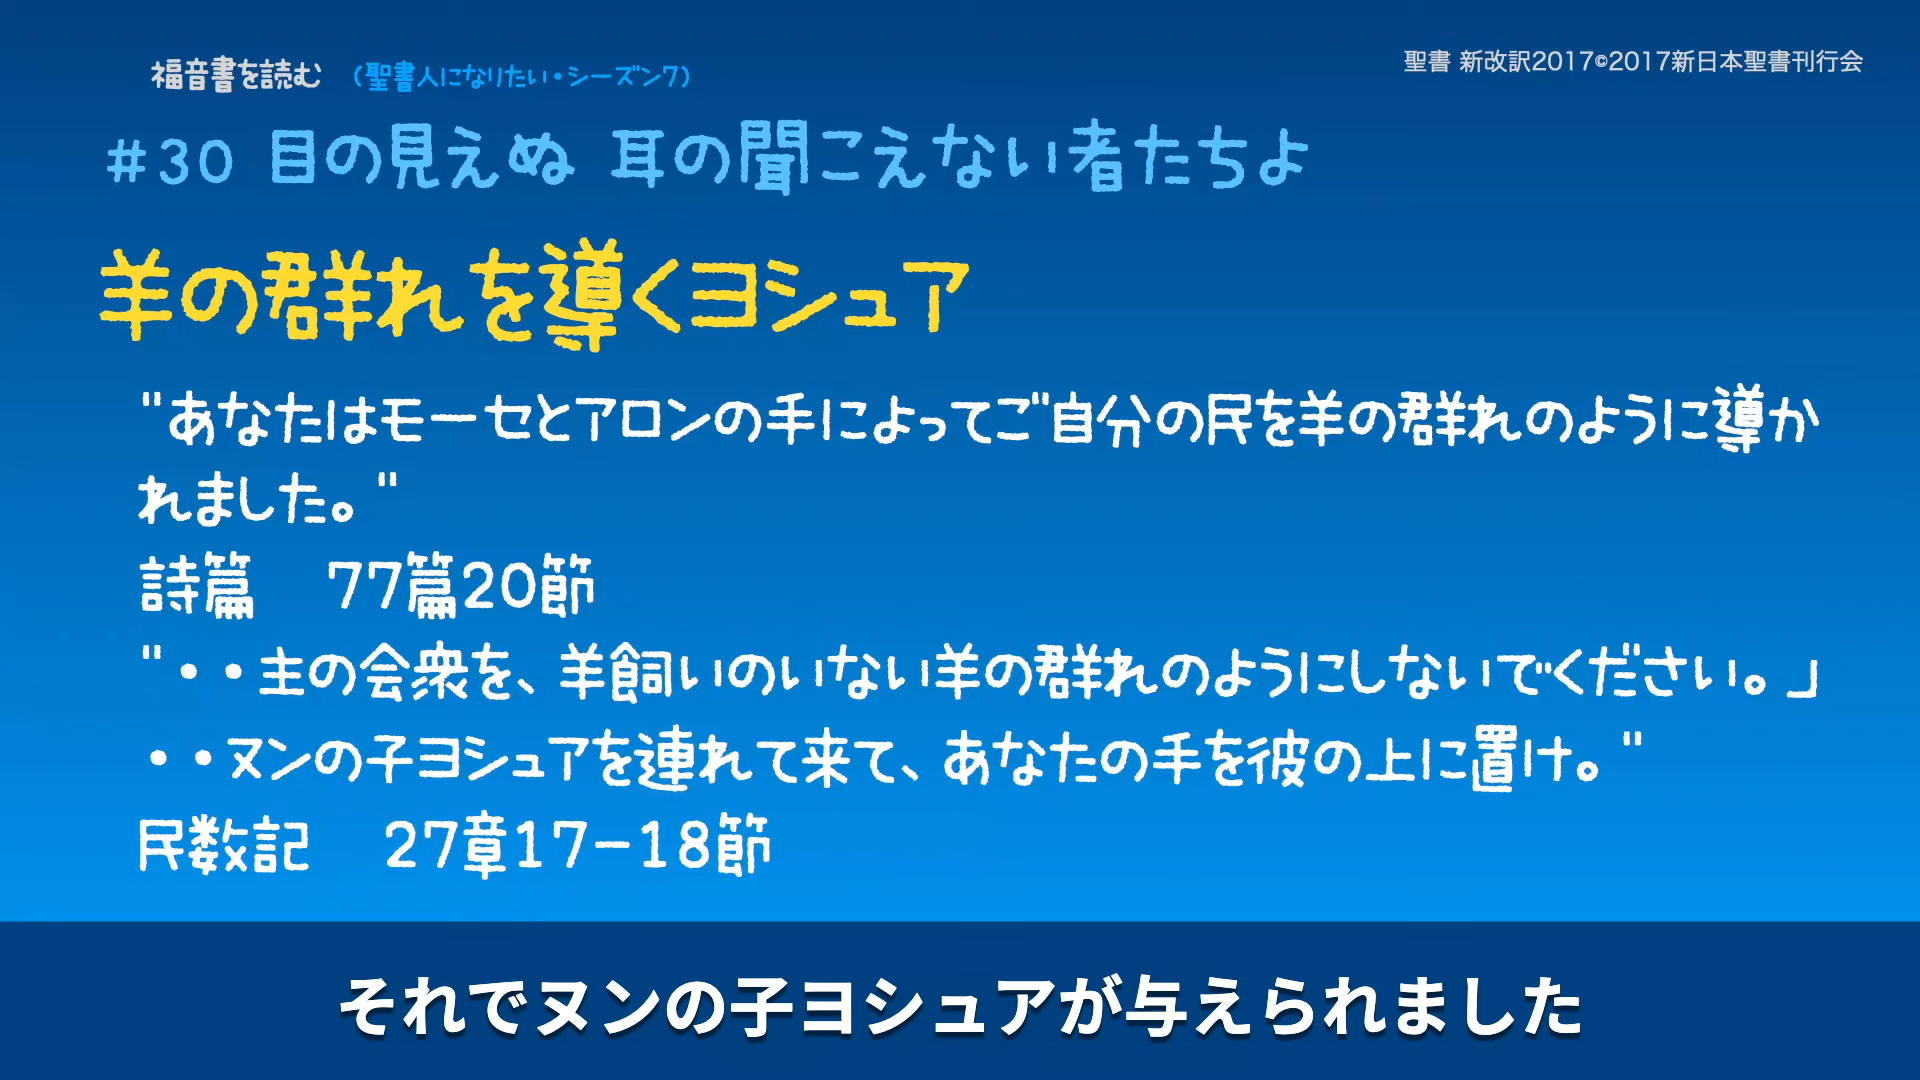 福音書を読む （聖書人になりたい・シーズン7）
聖書 新改訳2017©2017新日本聖書刊行会
＃30 目の見えぬ 耳の聞こえない者たちよ
羊の群れを導くヨシュア
"あなたはモーセとアロンの手によってご自分の民を羊の群れのように導か
れました。"
詩篇　77篇20節
"・・主の会衆を、羊飼いのいない羊の群れのようにしないでください。」
・・ヌンの子ヨシュアを連れて来て、あなたの手を彼の上に置け。"
民数記　27章17-18節
それでヌンの子ヨシュアが与えられました